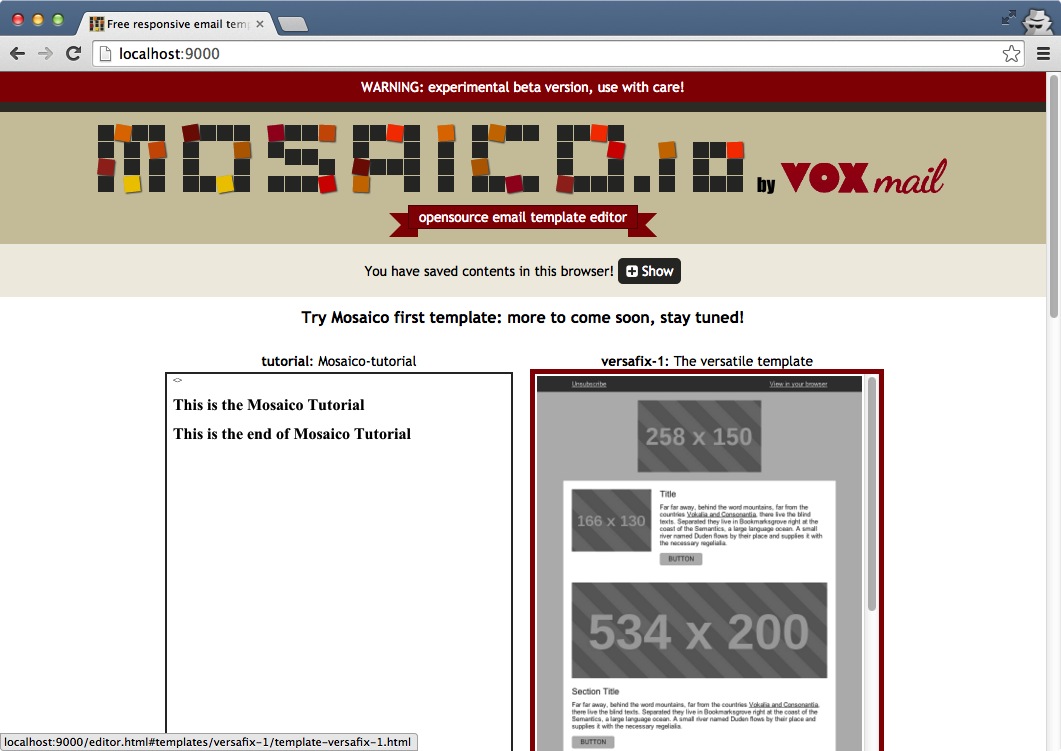 Free responsive email tem
localhost:9000
WARNING: experimental beta version, use with care!
MOSAICO.io by VOXmail
opensource email template editor
You have saved contents in this browser! Show
Try Mosaico first template: more to come soon, stay tuned!
tutorial: Mosaico-tutorial
<>
This is the Mosaico Tutorial
This is the end of Mosaico Tutorial
versafix-1: The versatile template
Unsubscribe View in your browser
258 x 150
166 x 130
Title
Far far away, behind the word mountains, far from the
countries Vokalia and Consonantia, there live the blind
texts. Separated they live in Bookmarksgrove right at the
coast of the Semantics, a large language ocean. A small
river named Duden flows by their place and supplies it with
the necessary regelialia.
BUTTON
534 x 200
Section Title
Far far away, behind the word mountains, far from the countries Vokalia and Consonantia,
there live the blind texts. Separated they live in Bookmarksgrove right at the coast of the
Semantics, a large language ocean. A small river named Duden flows by their place and
supplies it with the necessary regelialia.
BUTTON
localhost:9000/editor.html#templates/versafix-1/template-versafix-1.html